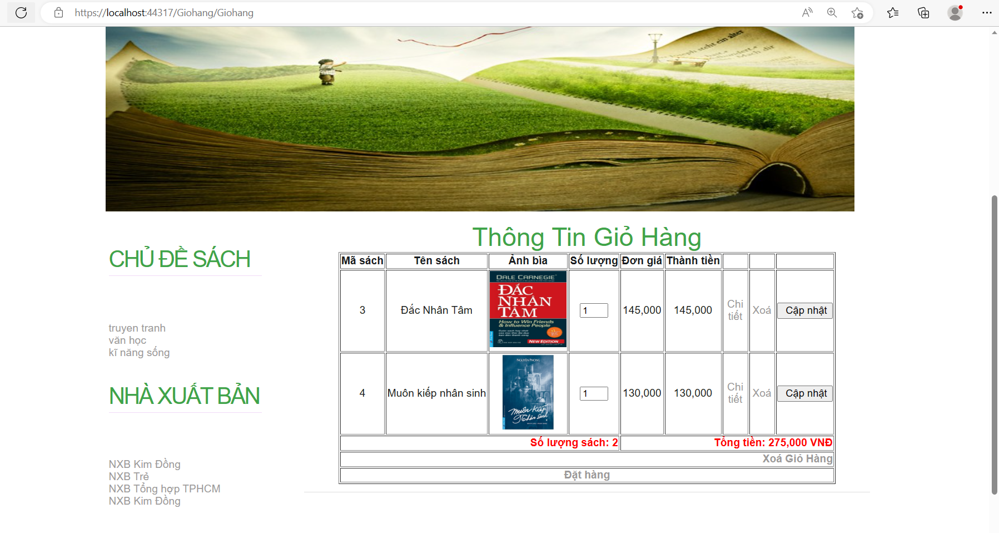 https://localhost:44317/Giohang/Giohang
steht ein alter
Mach dir
Thông Tin Giỏ Hàng
CHỦ ĐỀ SÁCH
truyen tranh
văn học
kĩ năng sống
NHÀ XUẤT BẢN
NXB Kim Đồng
NXB Trẻ
NXB Tổng hợp TPHCM
NXB Kim Đồng
Mã sách Tên sách Ảnh bìa Số lượng Đơn giá Thành tiền
3 Đắc Nhân Tâm 1 145,000 145,000 Chi tiết Xoá Cập nhật
DALE CARNEGIE
ĐẮC
NHÂN
TÂM
How to Win Friends
& Influence People
NEW EDITION
4 Muôn kiếp nhân sinh 1 130,000 130,000 Chi tiết Xoá Cập nhật
NGUYÊN PHONG
Muôn Kiếp
Nhân Sinh
Số lượng sách: 2 Tổng tiền: 275,000 VNĐ
Xoá Giỏ Hàng
Đặt hàng